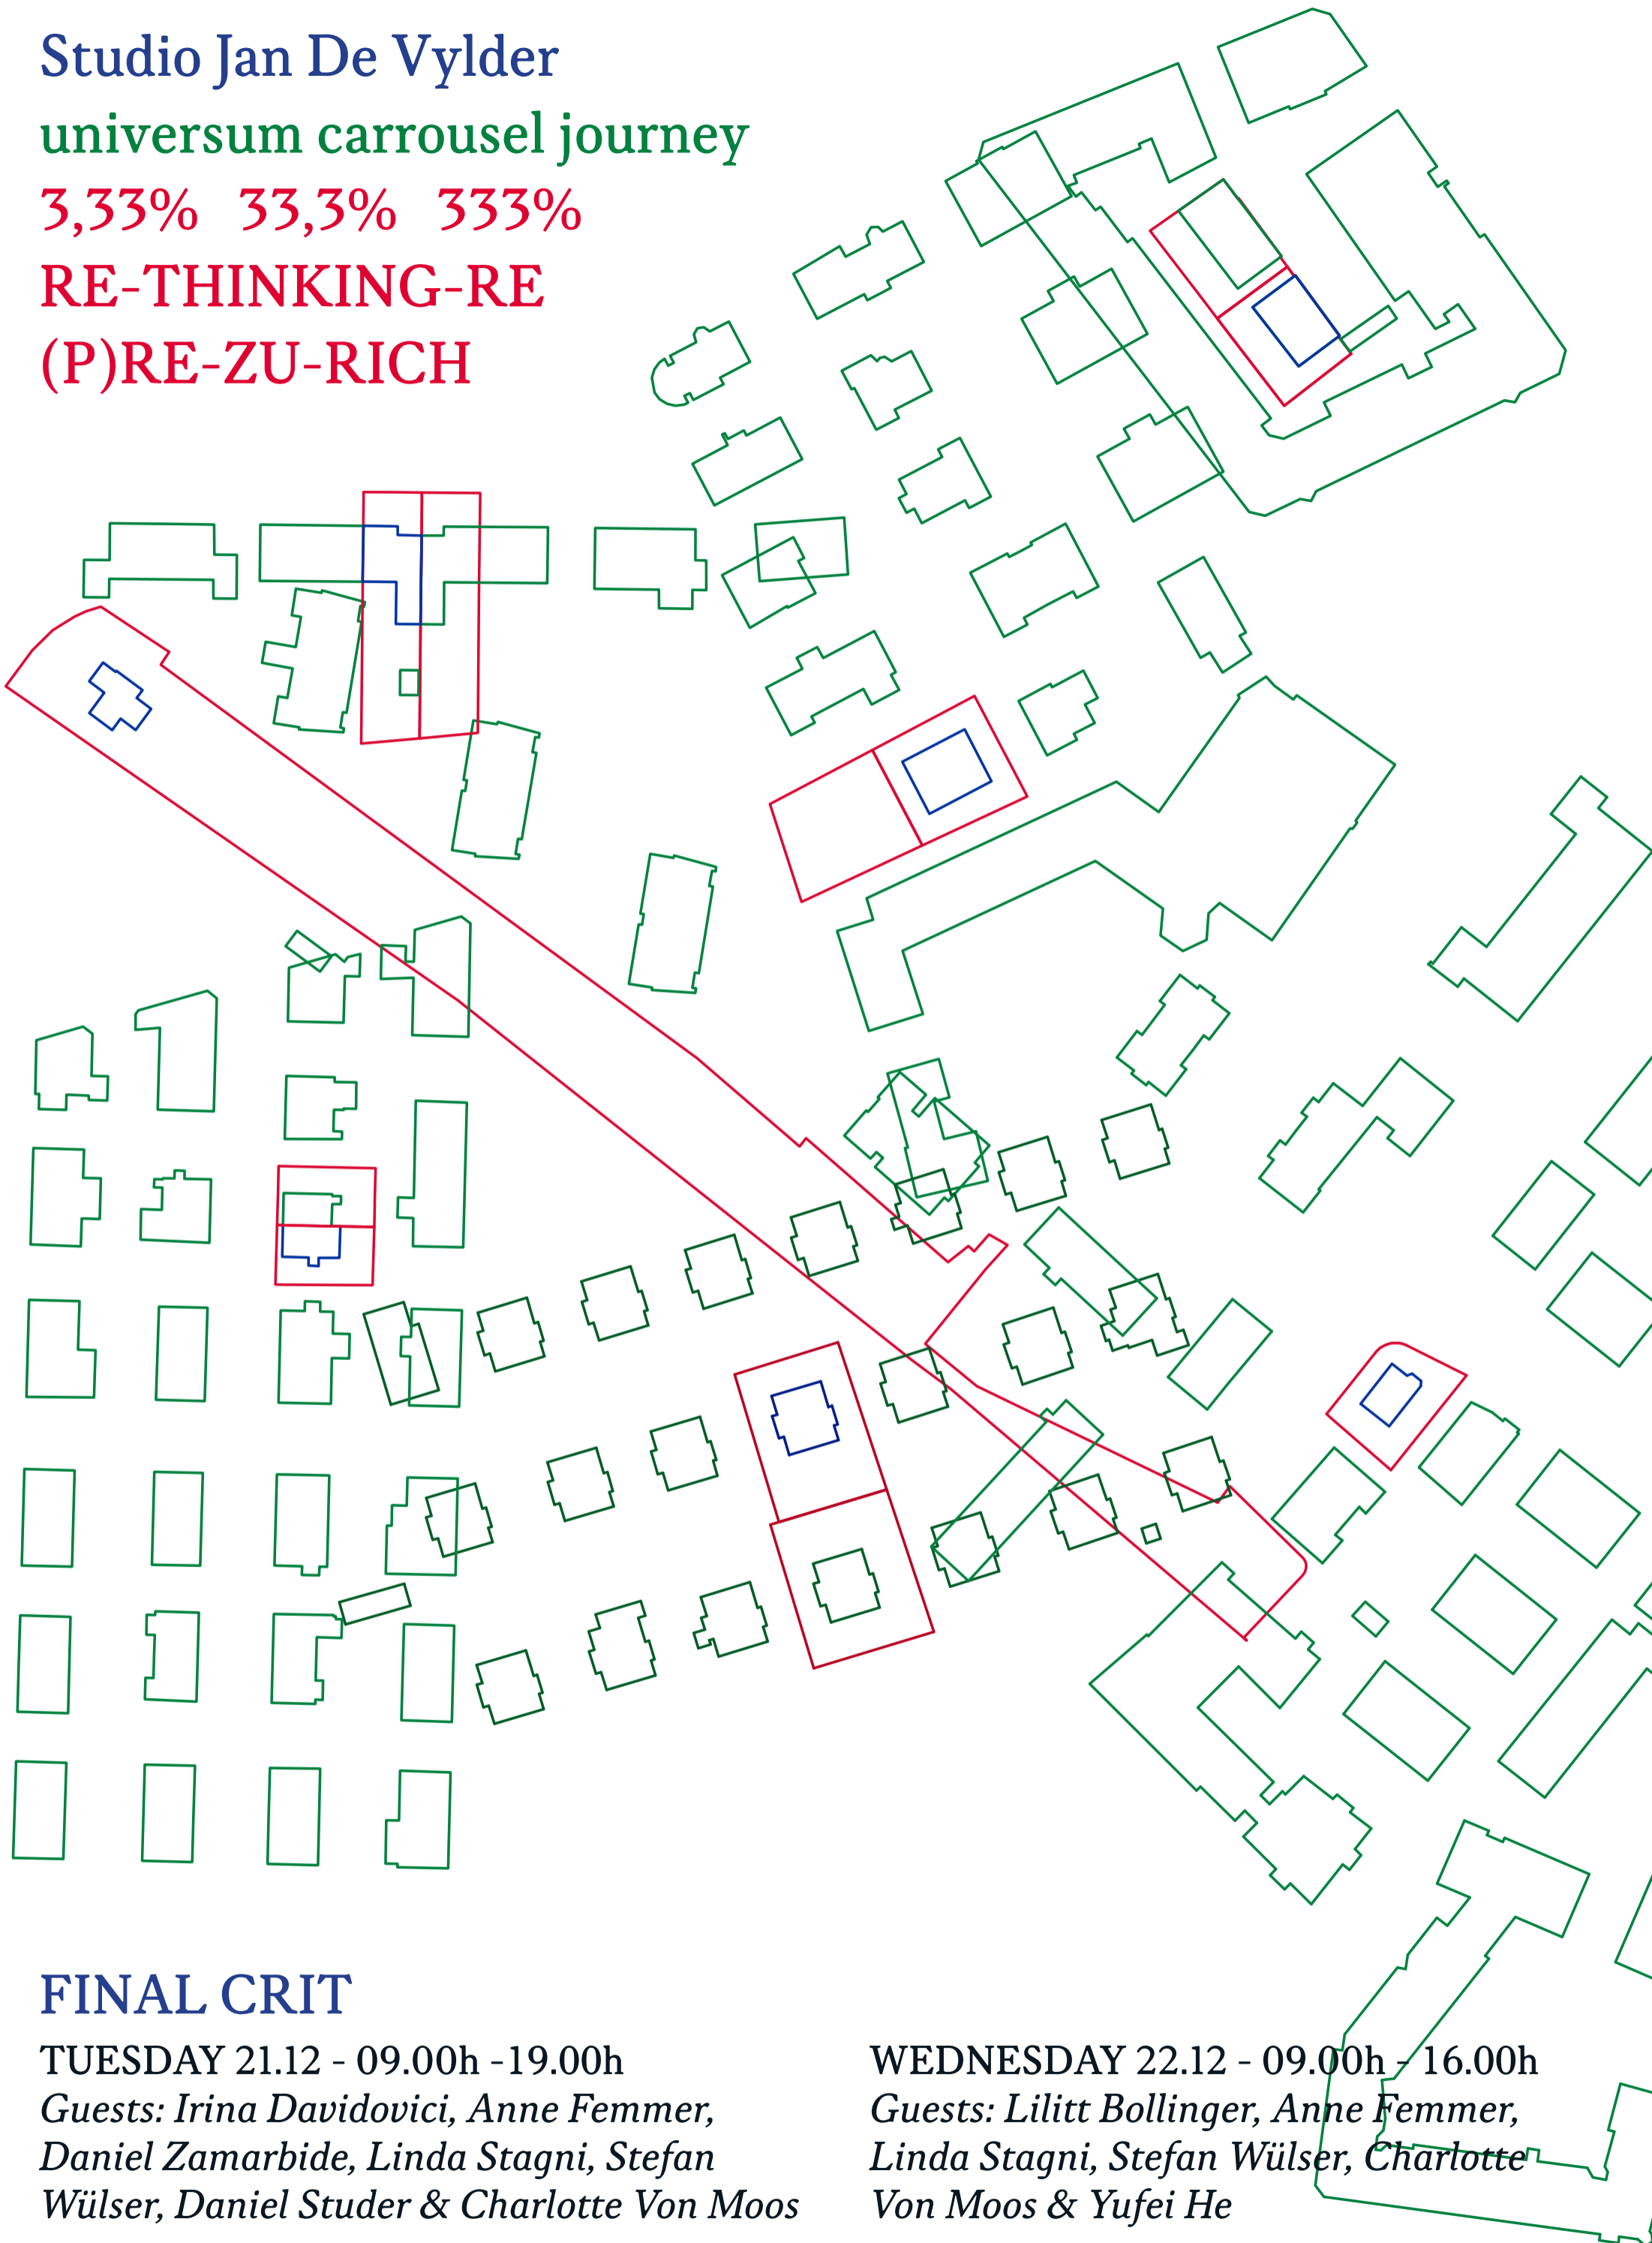 Studio Jan De Vylder
universum carrousel journey
3,33% 33,3% 333%
RE-THINKING-RE
(P)RE-ZU-RICH
FINAL CRIT
TUESDAY 21.12 - 09.00h -19.00h
Guests: Irina Davidovici, Anne Femmer,
Daniel Zamarbide, Linda Stagni, Stefan
Wülser, Daniel Studer & Charlotte Von Moos
WEDNESDAY 22.12 - 09.00h - 16.00h
Guests: Lilitt Bollinger, Anne Femmer,
Linda Stagni, Stefan Wülser, Charlotte
Von Moos & Yufei He